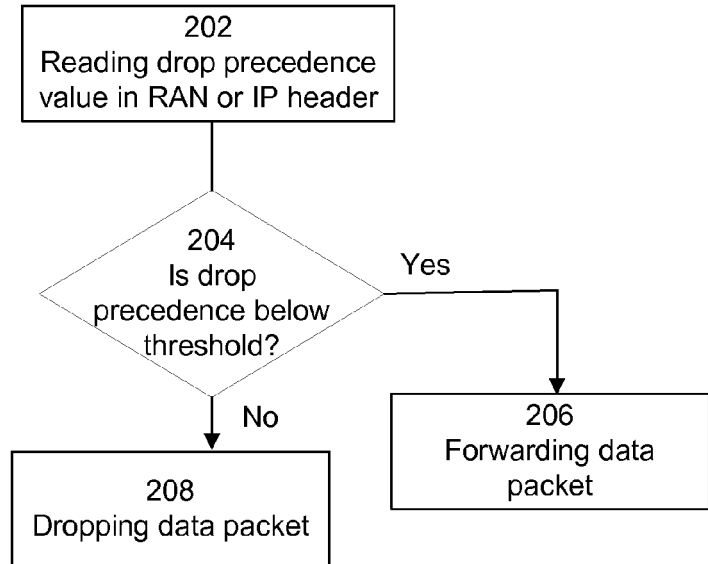 202
Reading drop precedence
value in RAN or IP header
204
Is drop
precedence below
threshold?
Yes
No
206
Forwarding data
packet
208
Dropping data packet